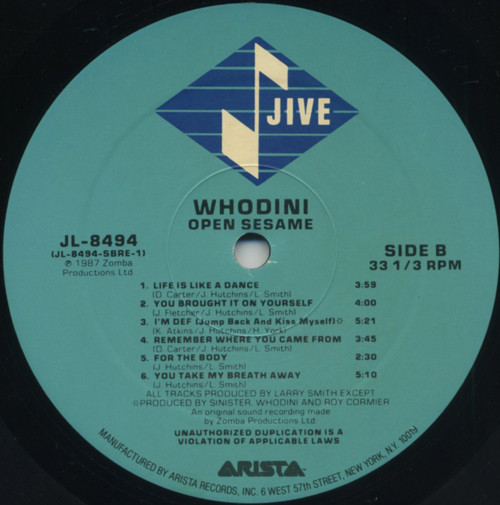 JIVE
WHODINI
OPEN SESAME
JL-8494
(JL-8494-SBRE-1)
℗ 1987 Zomba
Productions Ltd
SIDE B
33 1/3 RPM
1. LIFE IS LIKE A DANCE 3:59
(D. Carter/J. Hutchins/L. Smith)
2. YOU BROUGHT IT ON YOURSELF 4:00
(J. Fletcher/J. Hutchins/L. Smith)
3. I'M DEF (Jump Back And Kiss Myself)☆ 5:21
(K. Atkins/J. Hutchins/H. York)
4. REMEMBER WHERE YOU CAME FROM 3:45
(D. Carter/J. Hutchins/L. Smith)
5. FOR THE BODY 2:30
(J. Hutchins/L. Smith)
6. YOU TAKE MY BREATH AWAY 5:10
(J. Hutchins/L. Smith)
ALL TRACKS PRODUCED BY LARRY SMITH EXCEPT
☆PRODUCED BY SINISTER, WHODINI AND ROY CORMIER
An original sound recording made
by Zomba Productions Ltd.
UNAUTHORIZED DUPLICATION IS A
VIOLATION OF APPLICABLE LAWS
ARISTA
MANUFACTURED BY ARISTA RECORDS, INC. 6 WEST 57th STREET, NEW YORK, N.Y. 10019